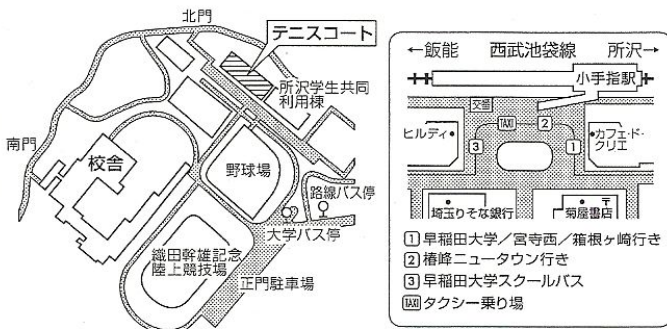 北門
テニスコート
所沢学生共同
利用棟
南門
校舎
野球場
路線バス停
大学バス停
織田幹雄記念
陸上競技場
正門駐車場
←飯能 西武池袋線 所沢→
小手指駅
交番
TAXI
2
ヒルディ
3
1
カフェ・ド・
クリエ
埼玉りそな銀行
菊屋書店
〒
1 早稲田大学/宮寺西/箱根ヶ崎行き
2 椿峰ニュータウン行き
3 早稲田大学スクールバス
TAXI タクシー乗り場